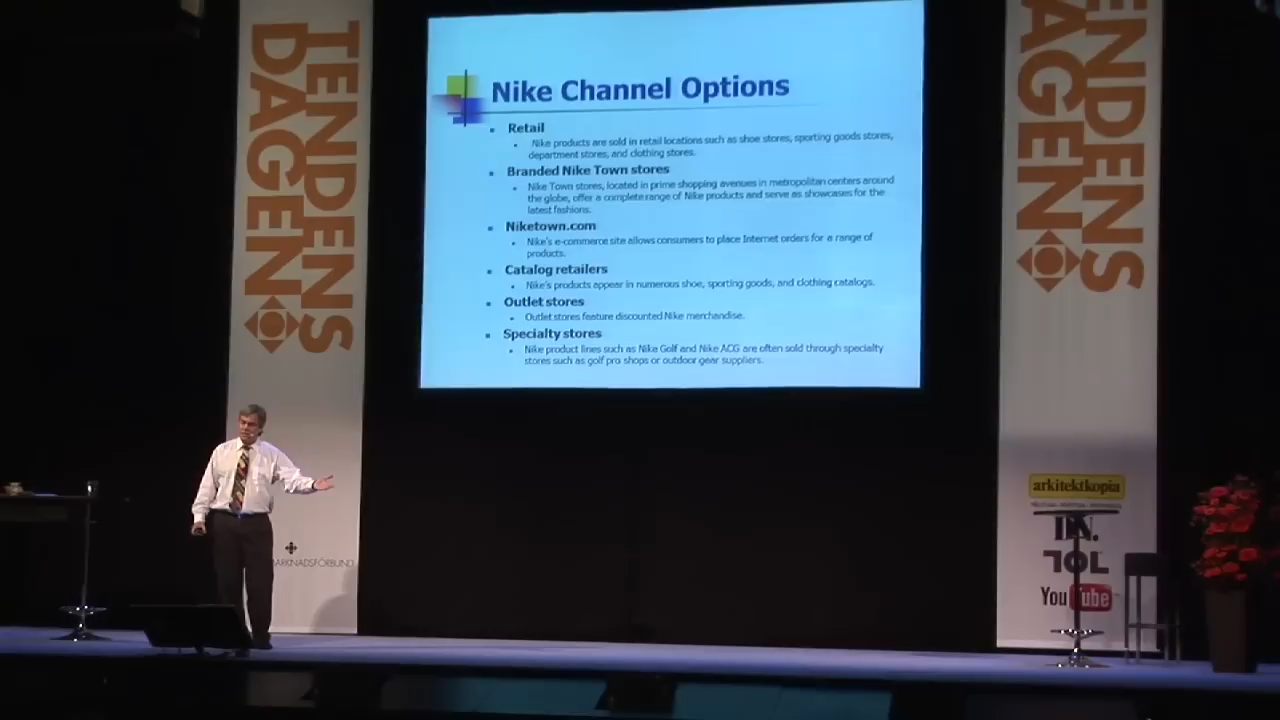 TENDENS
DAGEN
Nike Channel Options
Retail
Nike products are sold in retail locations such as shoe stores, sporting goods stores,
department stores, and clothing stores.
Branded Nike Town stores
Nike Town stores, located in prime shopping avenues in metropolitan centers around
the globe, offer a complete range of Nike products and serve as showcases for the
latest fashions.
Niketown.com
Nike's e-commerce site allows consumers to place Internet orders for a range of
products.
Catalog retailers
Nike's products appear in numerous shoe, sporting goods, and clothing catalogs.
Outlet stores
Outlet stores feature discounted Nike merchandise.
Specialty stores
Nike product lines such as Nike Golf and Nike ACG are often sold through specialty
stores such as golf pro shops or outdoor gear suppliers.
ENDENS
DAGEN
arkitektkopia
YouTube
MARKNADSFÖRBUND